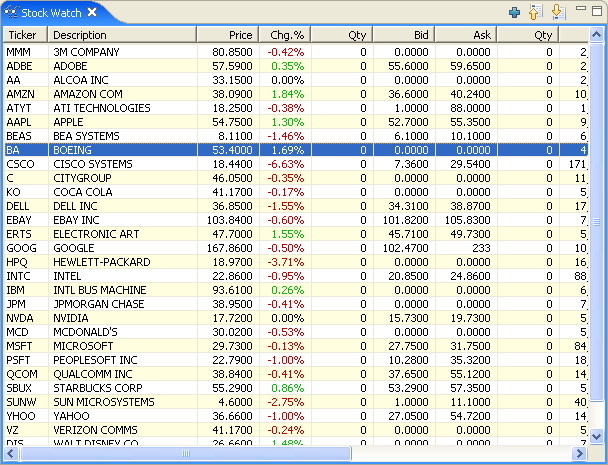 Stock Watch
Ticker Description Price Chg.% Qty Bid Ask Qty
MMM 3M COMPANY 80.8500 -0.42% 0 0.0000 0.0000 0 2,
ADBE ADOBE 57.5900 0.35% 0 55.6000 59.6500 0 2,
AA ALCOA INC 33.1500 0.00% 0 0.0000 0.0000 0 2,
AMZN AMAZON COM 38.0900 1.84% 0 36.6000 40.2400 0 10,
ATYT ATI TECHNOLOGIES 18.2500 -0.38% 0 1.0000 88.0000 0 1,
AAPL APPLE 54.7500 1.30% 0 52.7000 55.3500 0 9,
BEAS BEA SYSTEMS 8.1100 -1.46% 0 6.1000 10.1000 0 6,
BA BOEING 53.4000 1.69% 0 0.0000 0.0000 0 4,
CSCO CISCO SYSTEMS 18.4400 -6.63% 0 7.3600 29.5400 0 171,
C CITYGROUP 46.0500 -0.35% 0 0.0000 0.0000 0 11,
KO COCA COLA 41.1700 -0.17% 0 0.0000 0.0000 0 5,
DELL DELL INC 36.8500 -1.55% 0 34.3100 38.8700 0 17,
EBAY EBAY INC 103.8400 -0.60% 0 101.8200 105.8300 0 7,
ERTS ELECTRONIC ART 47.7000 1.55% 0 45.7100 49.7300 0 5,
GOOG GOOGLE 167.8600 -0.50% 0 102.4700 233 0 10,
HPQ HEWLETT-PACKARD 18.9700 -3.71% 0 0.0000 0.0000 0 16,
INTC INTEL 22.8600 -0.95% 0 20.8500 24.8600 0 88,
IBM INTL BUS MACHINE 93.6100 0.26% 0 0.0000 0.0000 0 5,
JPM JPMORGAN CHASE 38.9500 -0.41% 0 0.0000 0.0000 0 7,
NVDA NVIDIA 17.7200 0.00% 0 15.7300 19.7300 0 5,
MCD MCDONALD'S 30.0200 -0.53% 0 0.0000 0.0000 0 5,
MSFT MICROSOFT 29.7300 -0.13% 0 27.7500 31.7500 0 84,
PSFT PEOPLESOFT INC 22.7900 -1.00% 0 10.2800 35.3200 0 18,
QCOM QUALCOMM INC 38.8400 -0.41% 0 37.6500 55.1200 0 14,
SBUX STARBUCKS CORP 55.2900 0.86% 0 53.2900 57.3500 0 5,
SUNW SUN MICROSYSTEMS 4.6000 -2.75% 0 1.0000 11.1000 0 40,
YHOO YAHOO 36.6600 -1.00% 0 27.0500 54.7200 0 14,
VZ VERIZON COMMS 41.1700 -0.24% 0 0.0000 0.0000 0 5,
DIS WALT DISNEY CO 26.6600 1.48% 0 0.0000 0.0000 0 5,